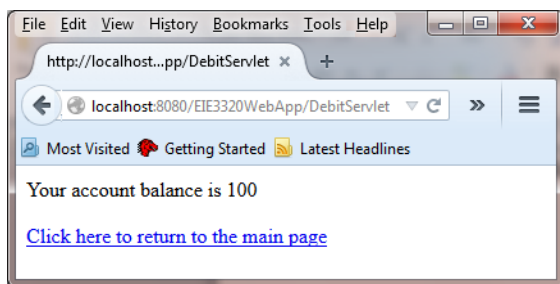 File Edit View History Bookmarks Tools Help
http://localhost...pp/DebitServlet
localhost:8080/EIE3320WebApp/DebitServlet
Most Visited Getting Started Latest Headlines
Your account balance is 100
Click here to return to the main page